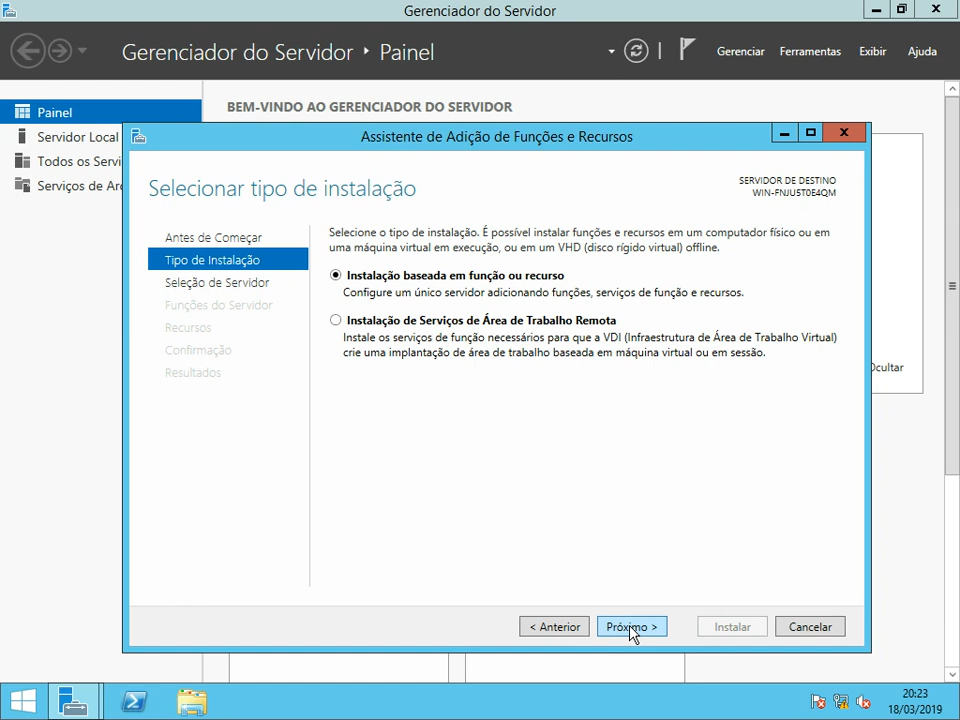 Gerenciador do Servidor
Gerenciador do Servidor ‣ Painel
Gerenciar
Ferramentas
Exibir
Ajuda
Painel
Servidor Local
Todos os Servi
Serviços de Arc
BEM-VINDO AO GERENCIADOR DO SERVIDOR
Assistente de Adição de Funções e Recursos
Selecionar tipo de instalação
SERVIDOR DE DESTINO
WIN-FNJU5T0E4QM
Antes de Começar
Tipo de Instalação
Seleção de Servidor
Funções do Servidor
Recursos
Confirmação
Resultados
Selecione o tipo de instalação. É possível instalar funções e recursos em um computador físico ou em
uma máquina virtual em execução, ou em um VHD (disco rígido virtual) offline.
Instalação baseada em função ou recurso
Configure um único servidor adicionando funções, serviços de função e recursos.
Instalação de Serviços de Área de Trabalho Remota
Instale os serviços de função necessários para que a VDI (Infraestrutura de Área de Trabalho Virtual)
crie uma implantação de área de trabalho baseada em máquina virtual ou em sessão.
Ocultar
< Anterior
Próximo >
Instalar
Cancelar
20:23
18/03/2019